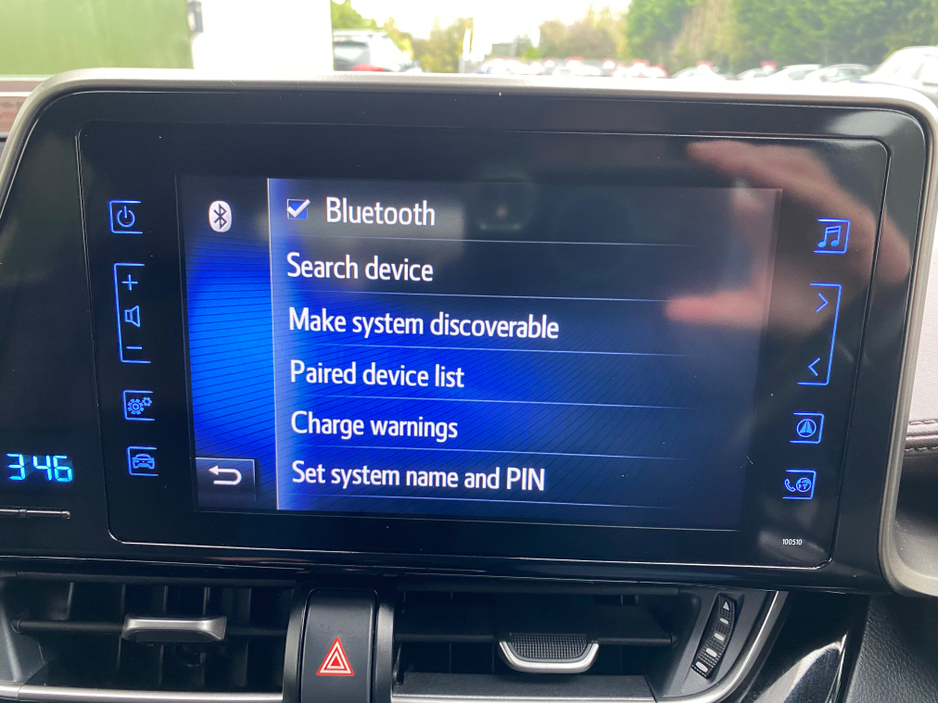 Bluetooth
Search device
Make system discoverable
Paired device list
Charge warnings
Set system name and PIN
3 46
100510